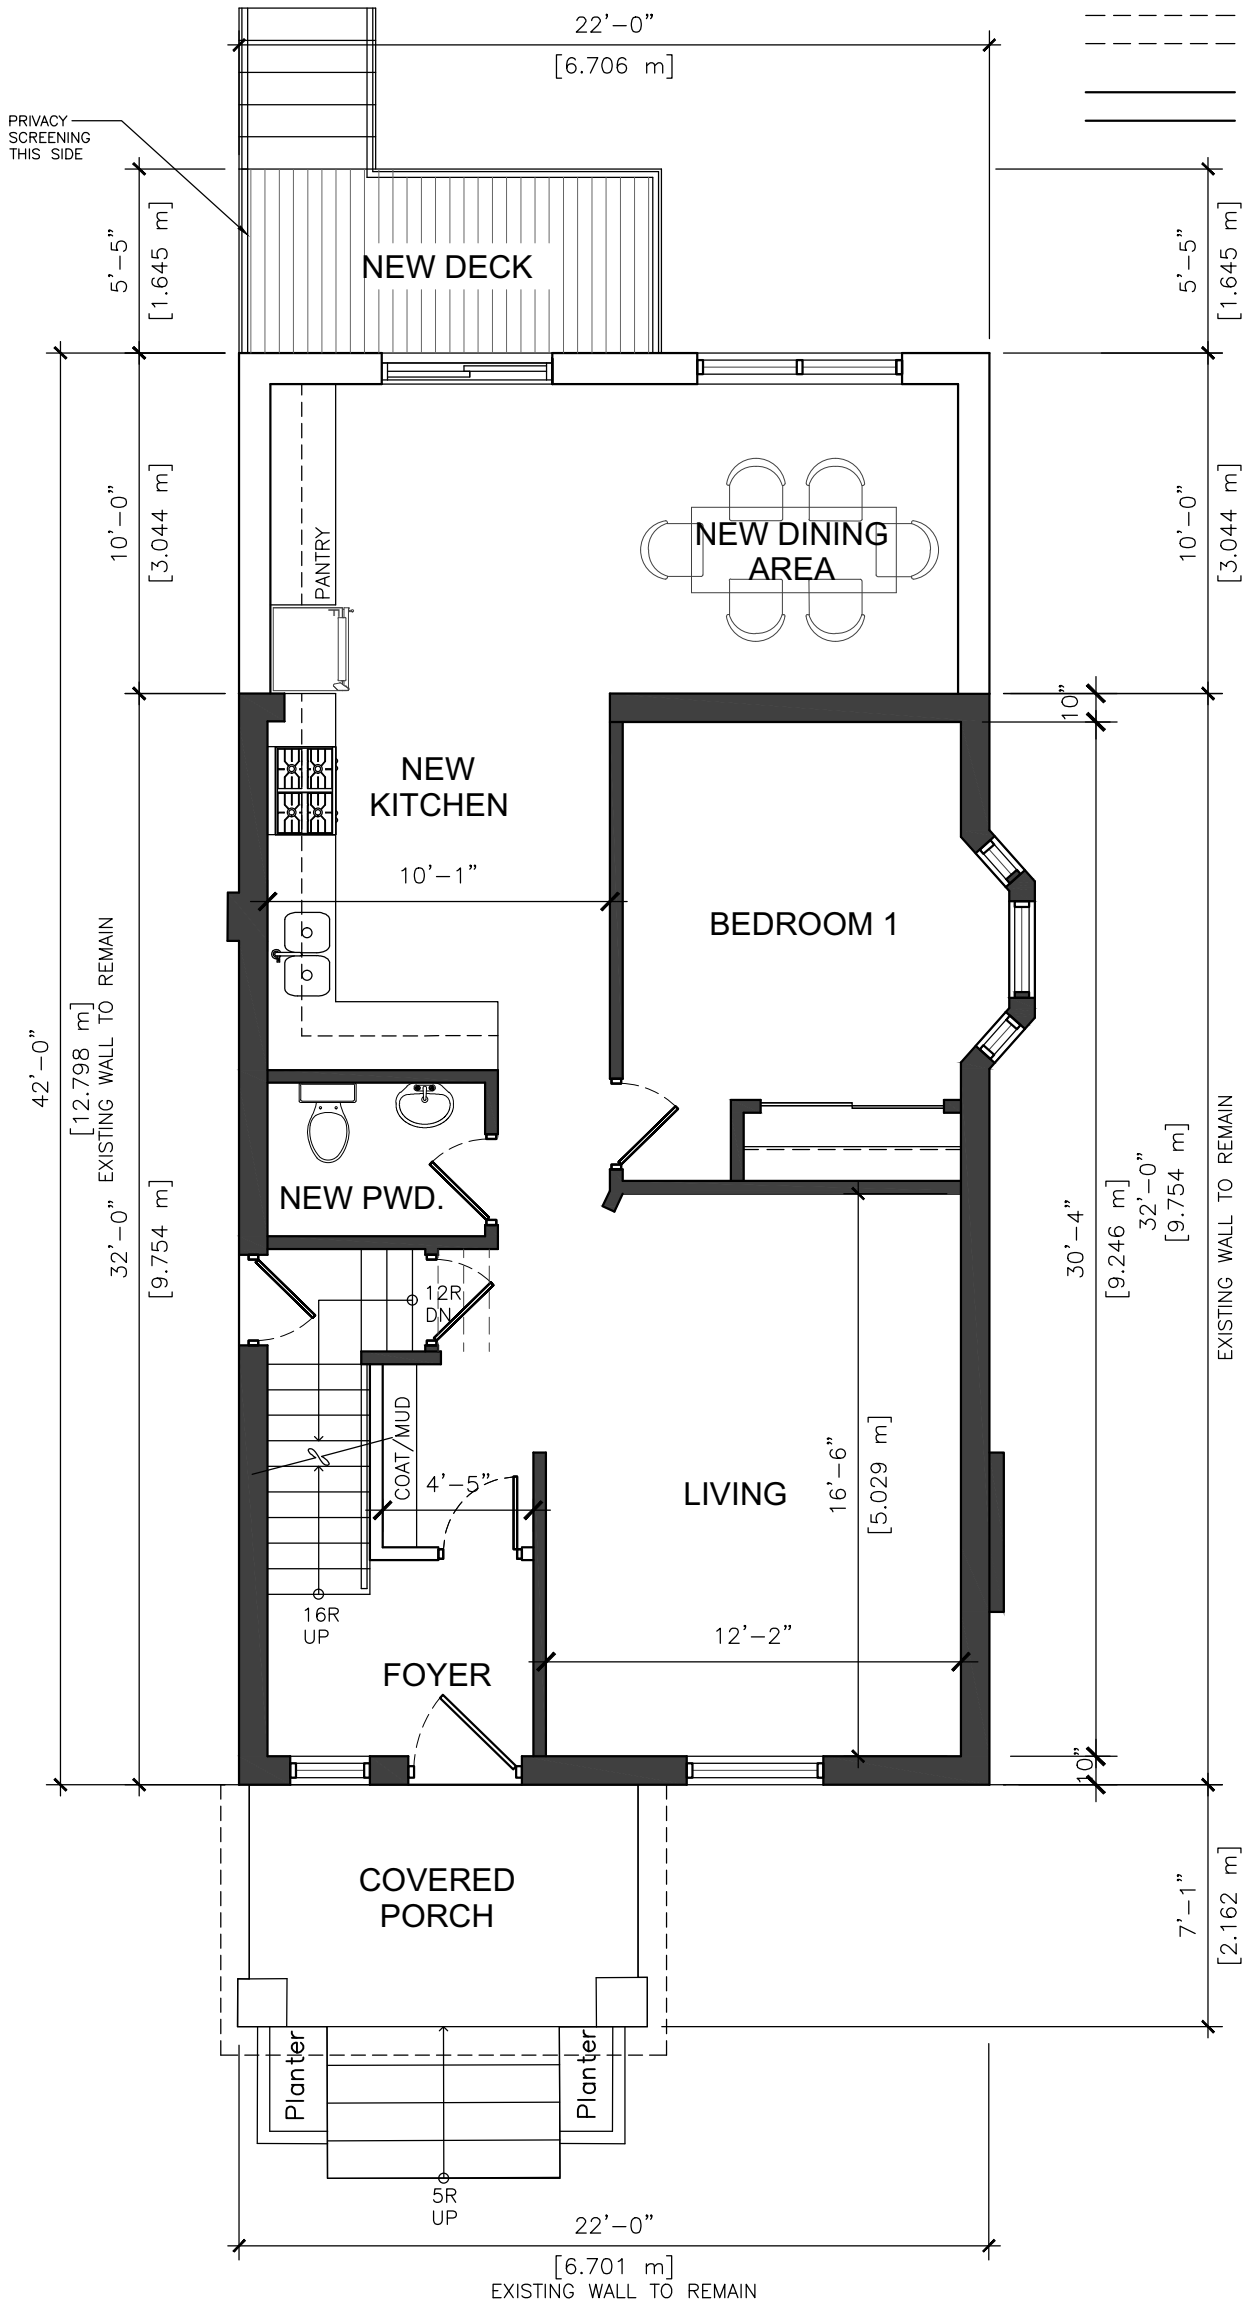 22'-0"
[6.706 m]
PRIVACY
SCREENING
THIS SIDE
5'-5"
[1.645 m]
5'-5"
[1.645 m]
NEW DECK
10'-0"
[3.044 m]
10'-0"
[3.044 m]
PANTRY
NEW DINING
AREA
10"
NEW
KITCHEN
10'-1"
BEDROOM 1
42'-0"
[12.798 m]
32'-0"
[9.754 m]
EXISTING WALL TO REMAIN
NEW PWD.
30'-4"
[9.246 m]
32'-0"
[9.754 m]
EXISTING WALL TO REMAIN
12R
DN
COAT/MUD
4'-5"
LIVING
16'-6"
[5.029 m]
16R
UP
12'-2"
FOYER
10"
COVERED
PORCH
7'-1"
[2.162 m]
Planter
Planter
5R
UP
22'-0"
[6.701 m]
EXISTING WALL TO REMAIN